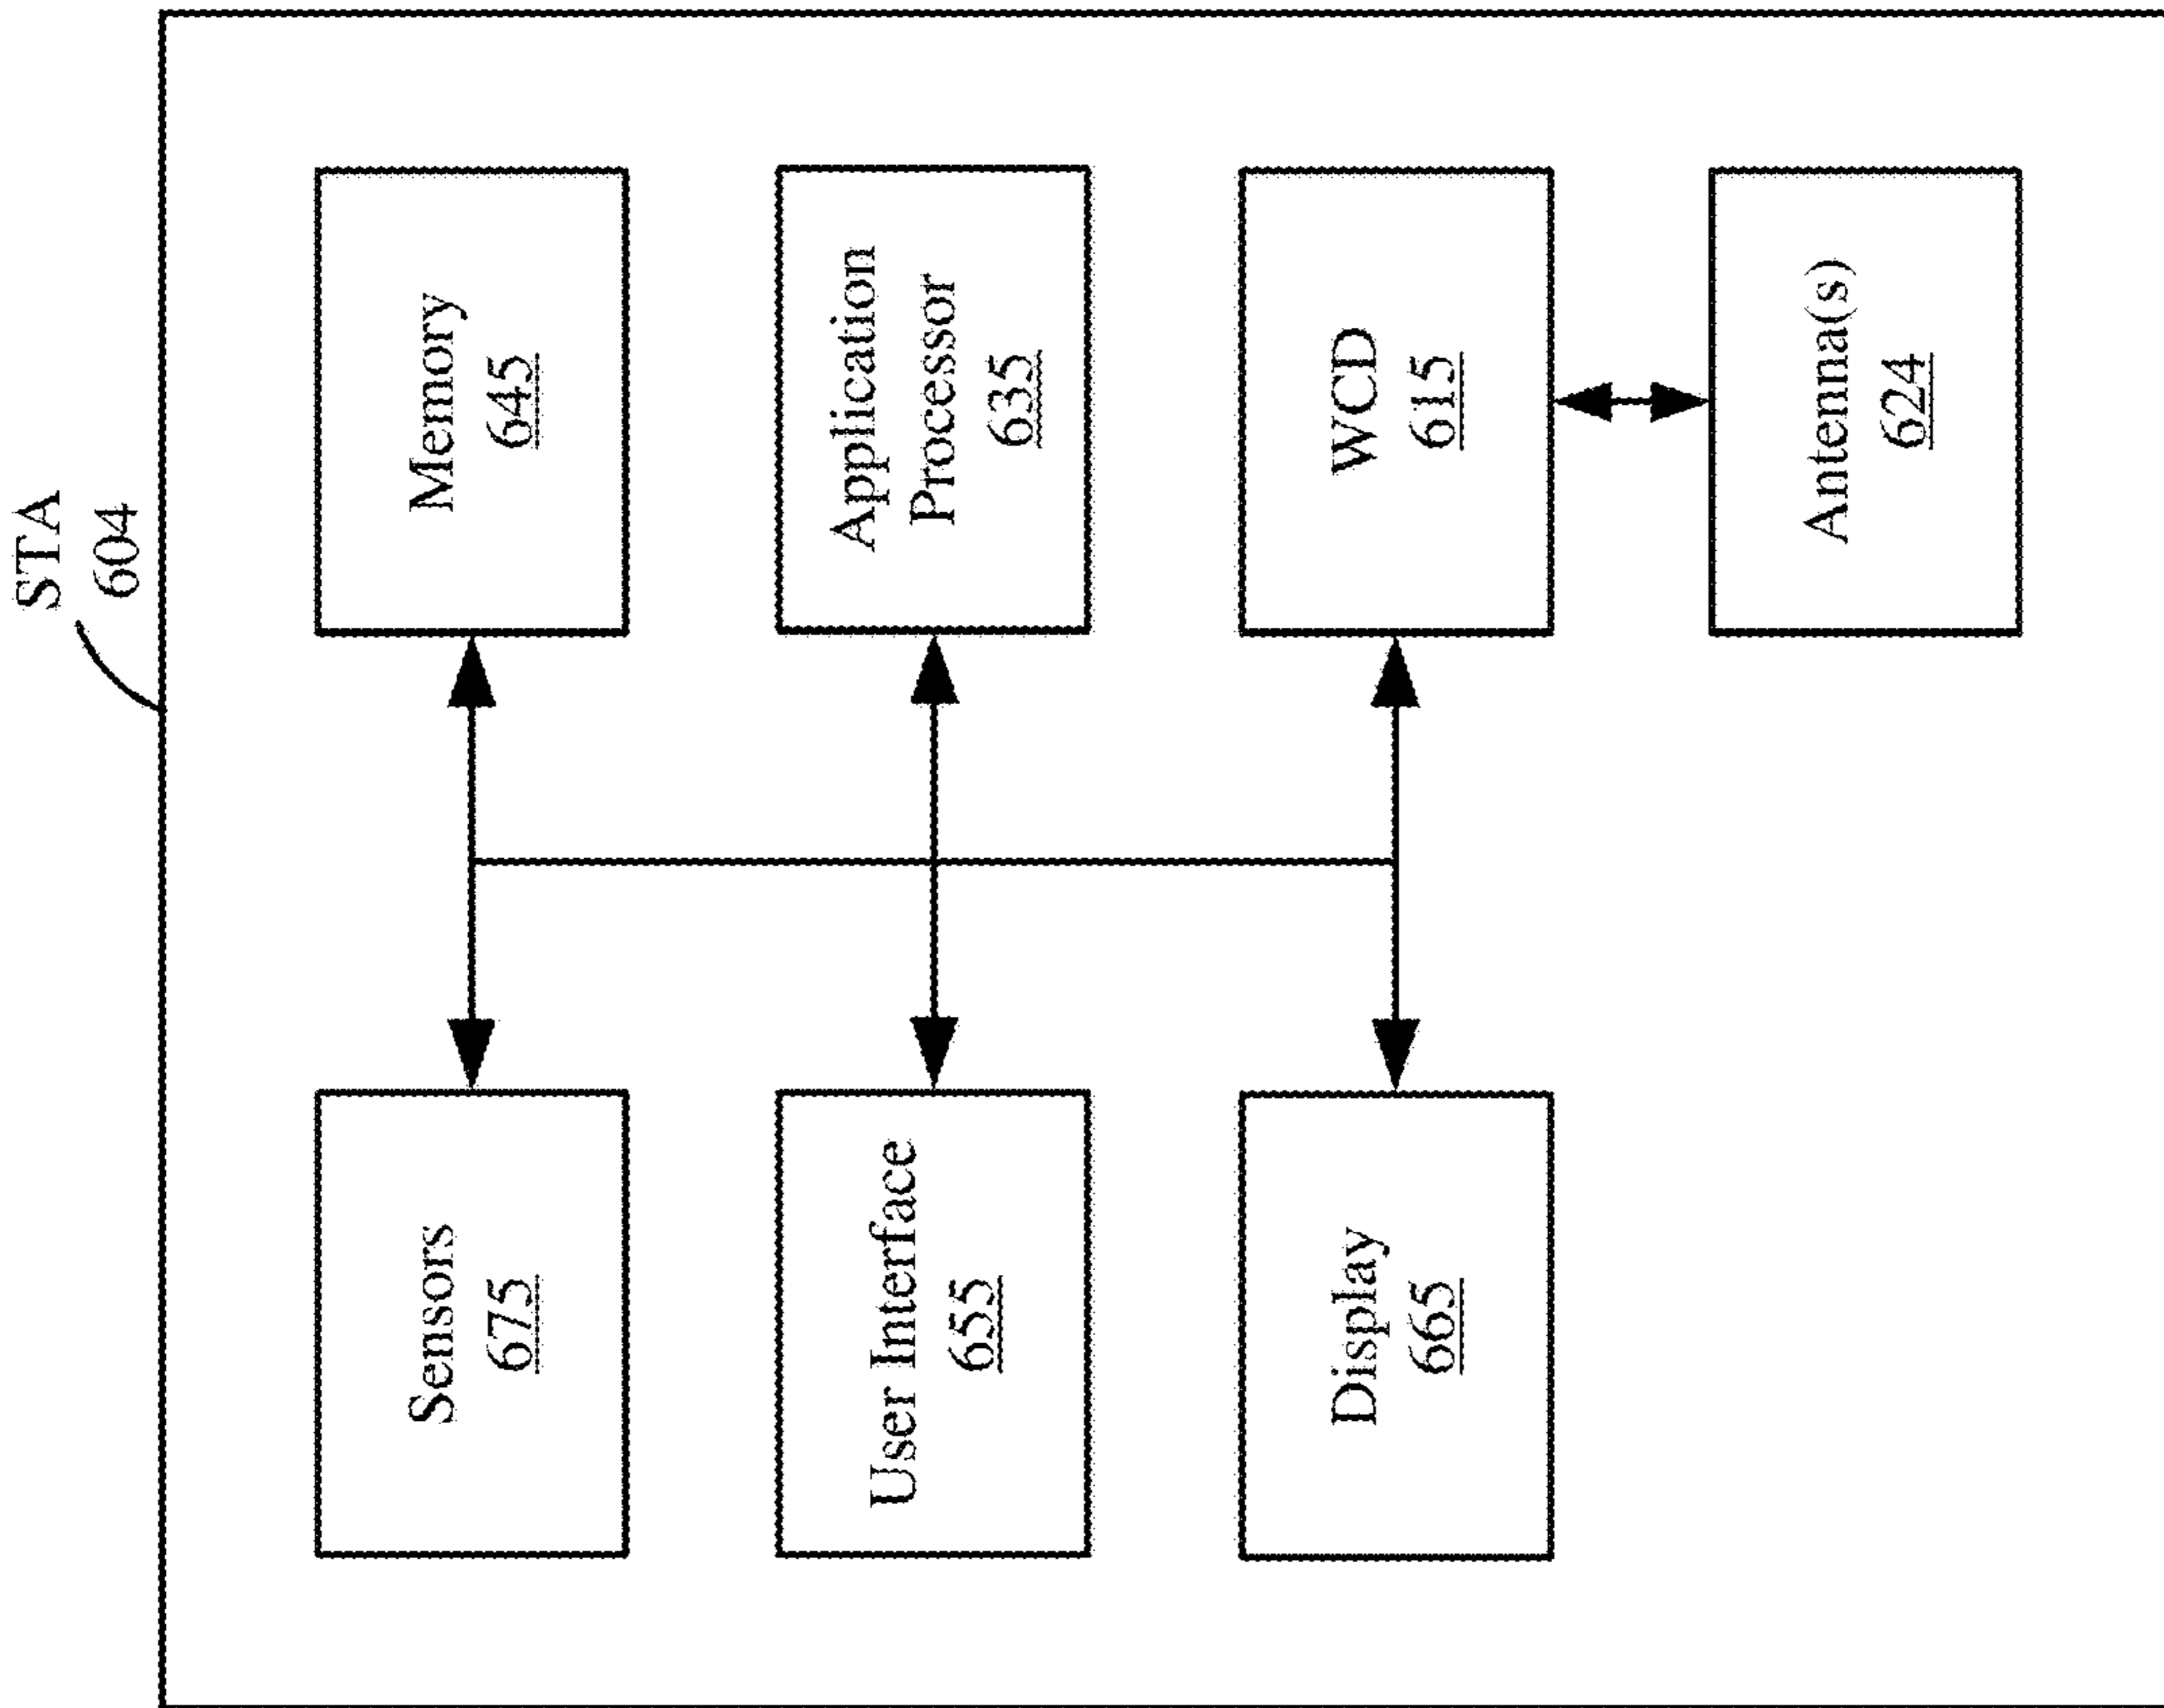 STA
604
Sensors
675
Memory
645
User Interface
655
Application
Processor
635
Display
665
WCD
615
Antenna(s)
624